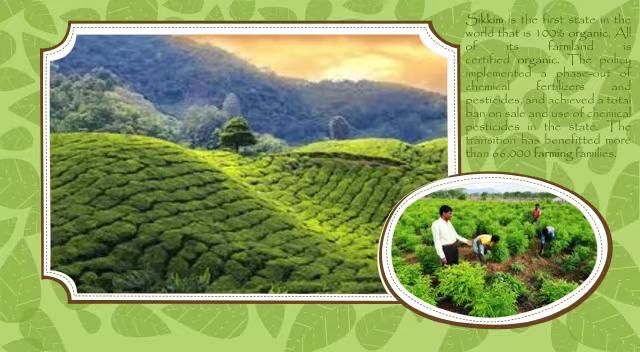 Sikkim is the first state in the
world that is 100% organic. All
of its farmland is
certified organic. The policy
implemented a phase-out of
chemical fertilizers and
pesticides, and achieved a total
ban on sale and use of chemical
pesticides in the state. The
transition has benefitted more
than 66,000 farming families.